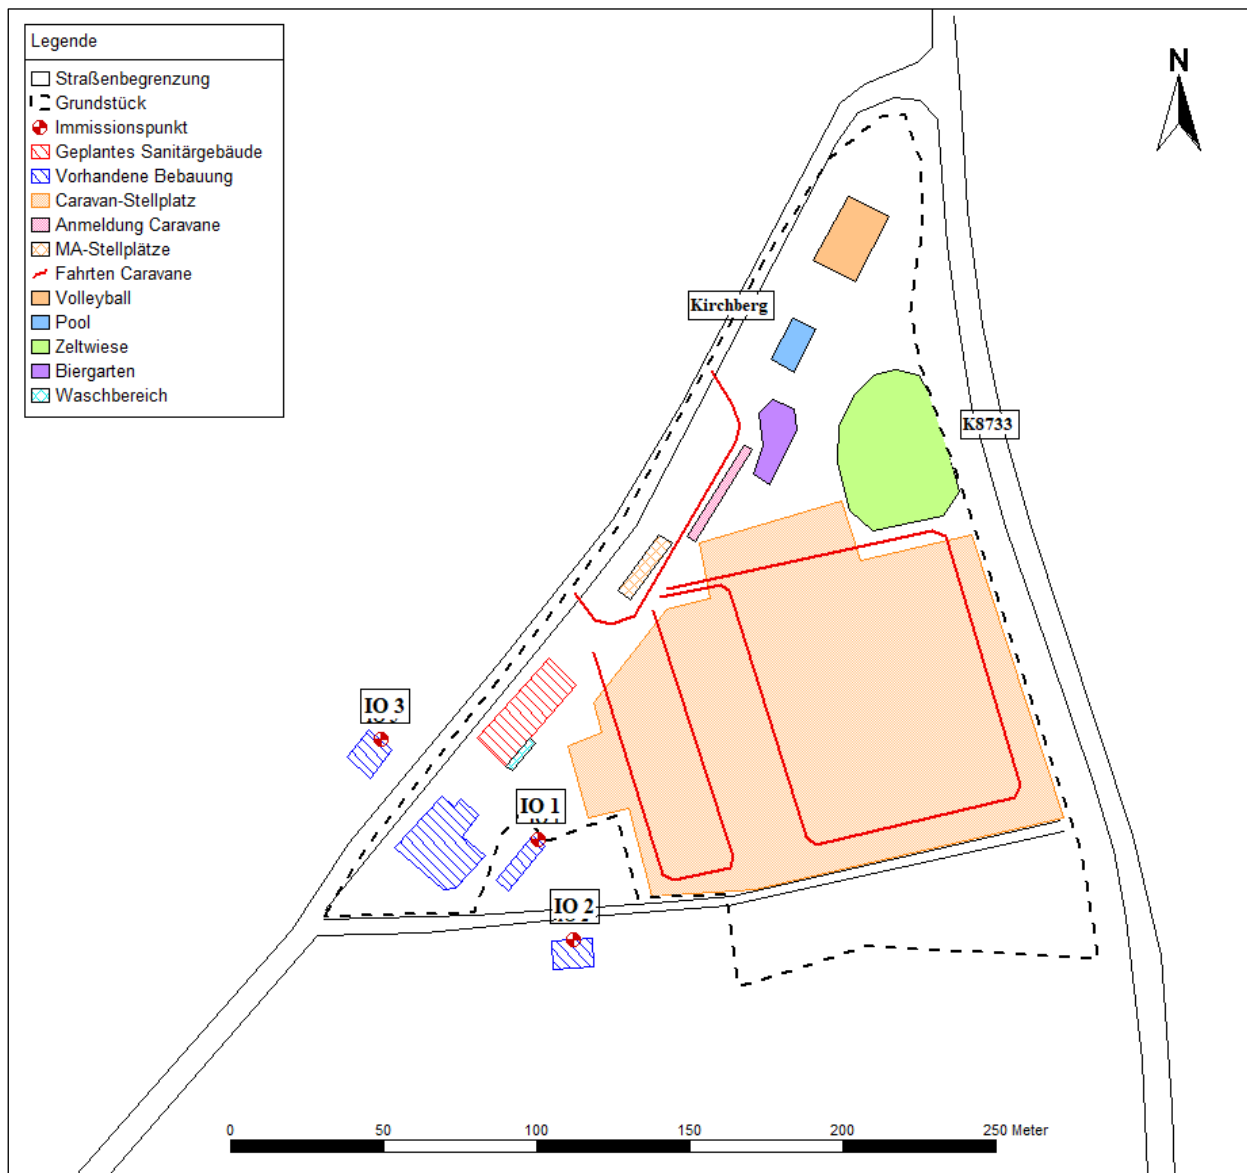 Legende
Straßenbegrenzung
Grundstück
Immissionspunkt
Geplantes Sanitärgebäude
Vorhandene Bebauung
Caravan-Stellplatz
Anmeldung Caravane
MA-Stellplätze
Fahrten Caravane
Volleyball
Pool
Zeltwiese
Biergarten
Waschbereich
N
Kirchberg
K8733
IO 3
IO 1
IO 2
0 50 100 150 200 250 Meter